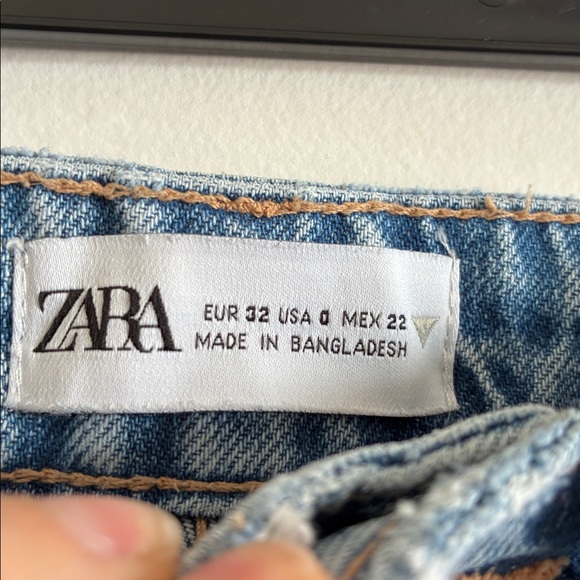 ZARA
EUR 32 USA 0 MEX 22
MADE IN BANGLADESH